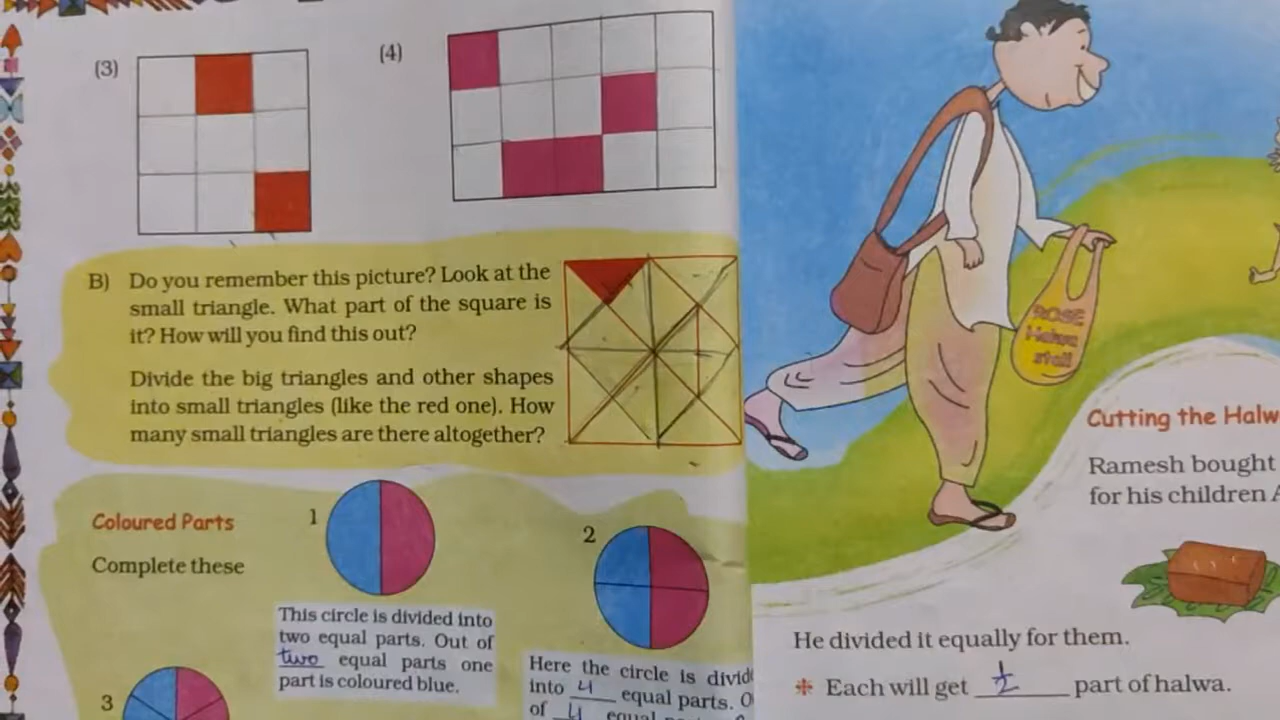 (3)
(4)
B) Do you remember this picture? Look at the
small triangle. What part of the square is
it? How will you find this out?
Divide the big triangles and other shapes
into small triangles (like the red one). How
many small triangles are there altogether?
Coloured Parts
Complete these
1
This circle is divided into
two equal parts. Out of
two equal parts one
part is coloured blue.
2
Here the circle is divid
into 4 equal parts. O
of 4 equal
3
ROSE
Halwa
stall
Cutting the Halw
Ramesh bought
for his children A
He divided it equally for them.
* Each will get 1/2 part of halwa.